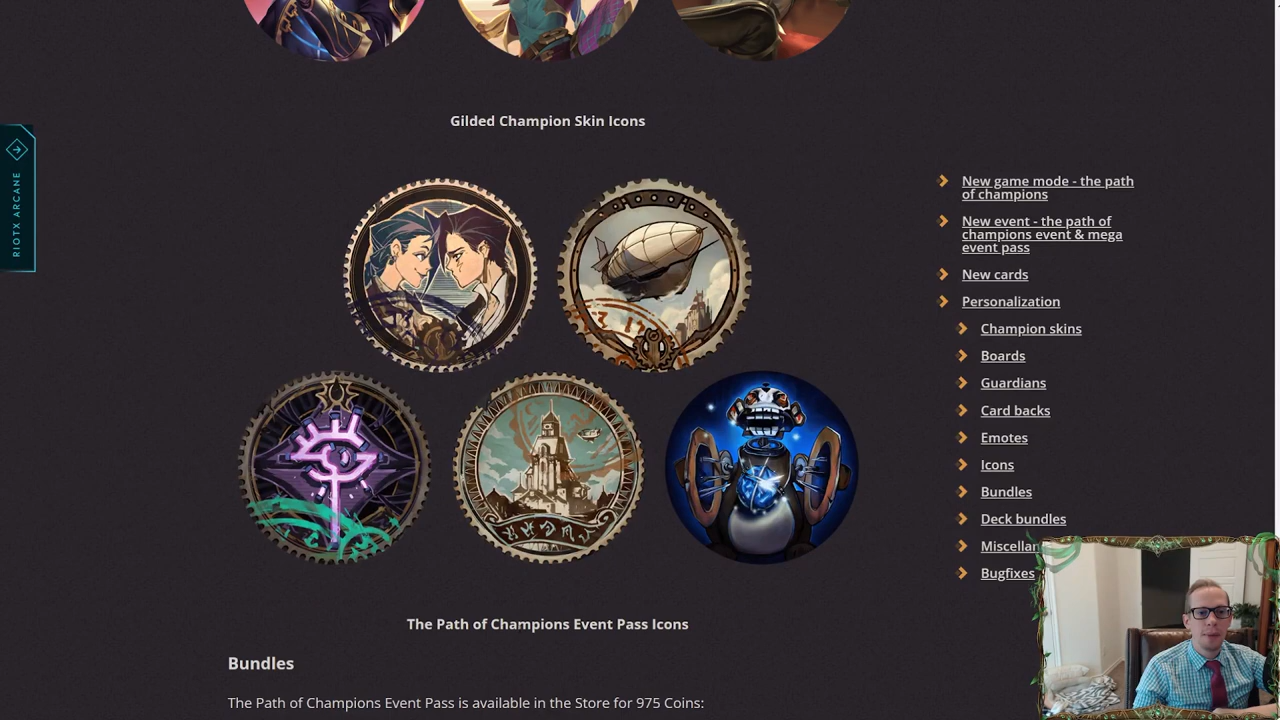 Gilded Champion Skin Icons
RIOTX ARCANE
The Path of Champions Event Pass Icons
Bundles
The Path of Champions Event Pass is available in the Store for 975 Coins:
New game mode - the path
of champions
New event - the path of
champions event & mega
event pass
New cards
Personalization
Champion skins
Boards
Guardians
Card backs
Emotes
Icons
Bundles
Deck bundles
Miscellan
Bugfixes